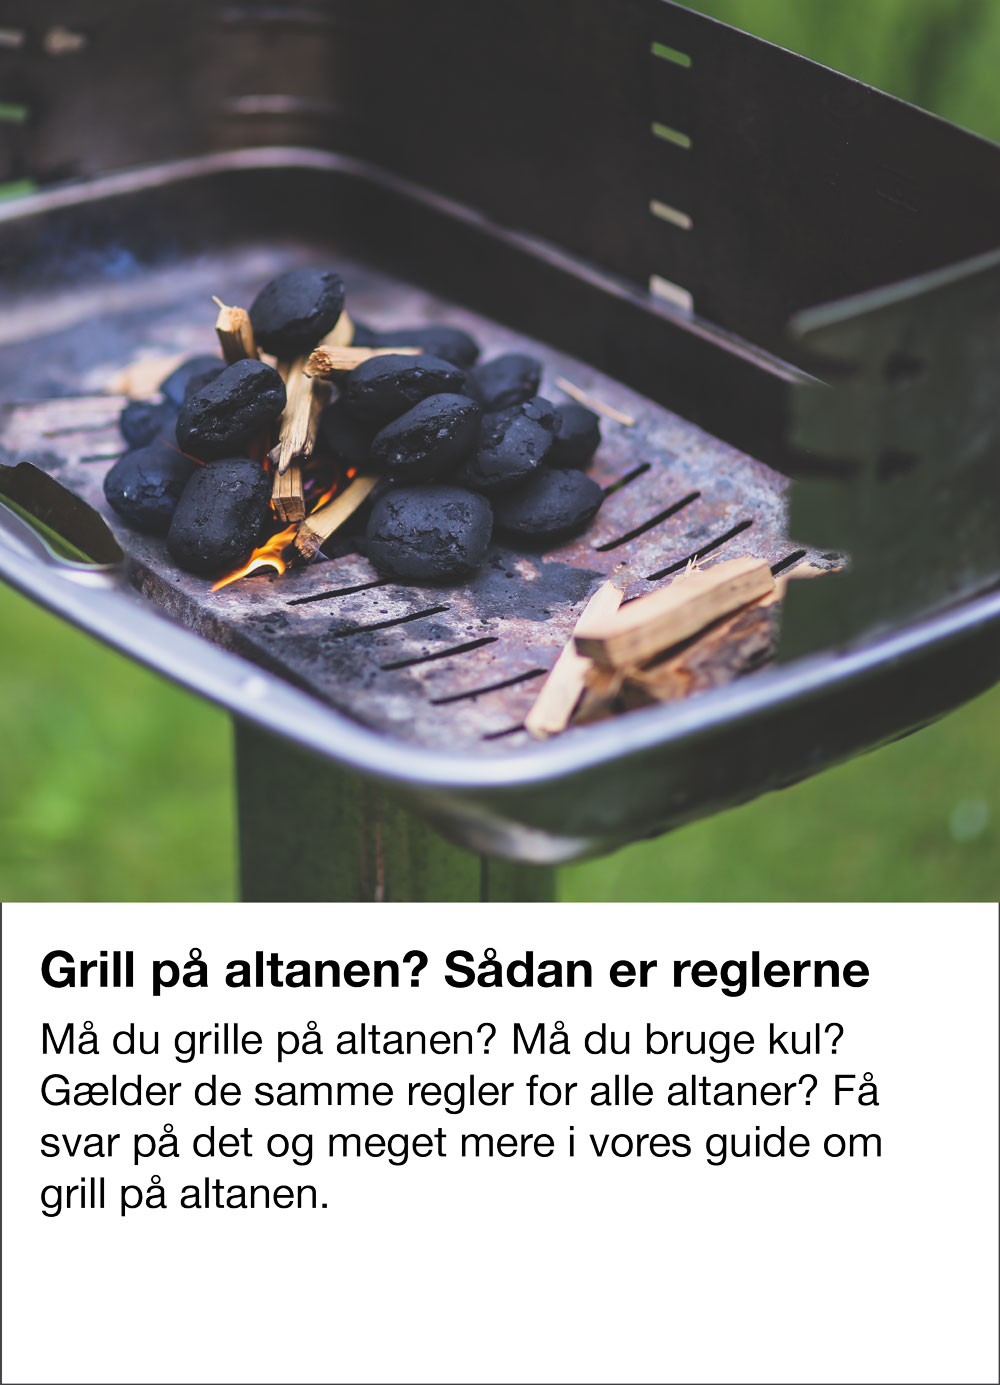 Grill på altanen? Sådan er reglerne
Må du grille på altanen? Må du bruge kul?
Gælder de samme regler for alle altaner? Få
svar på det og meget mere i vores guide om
grill på altanen.